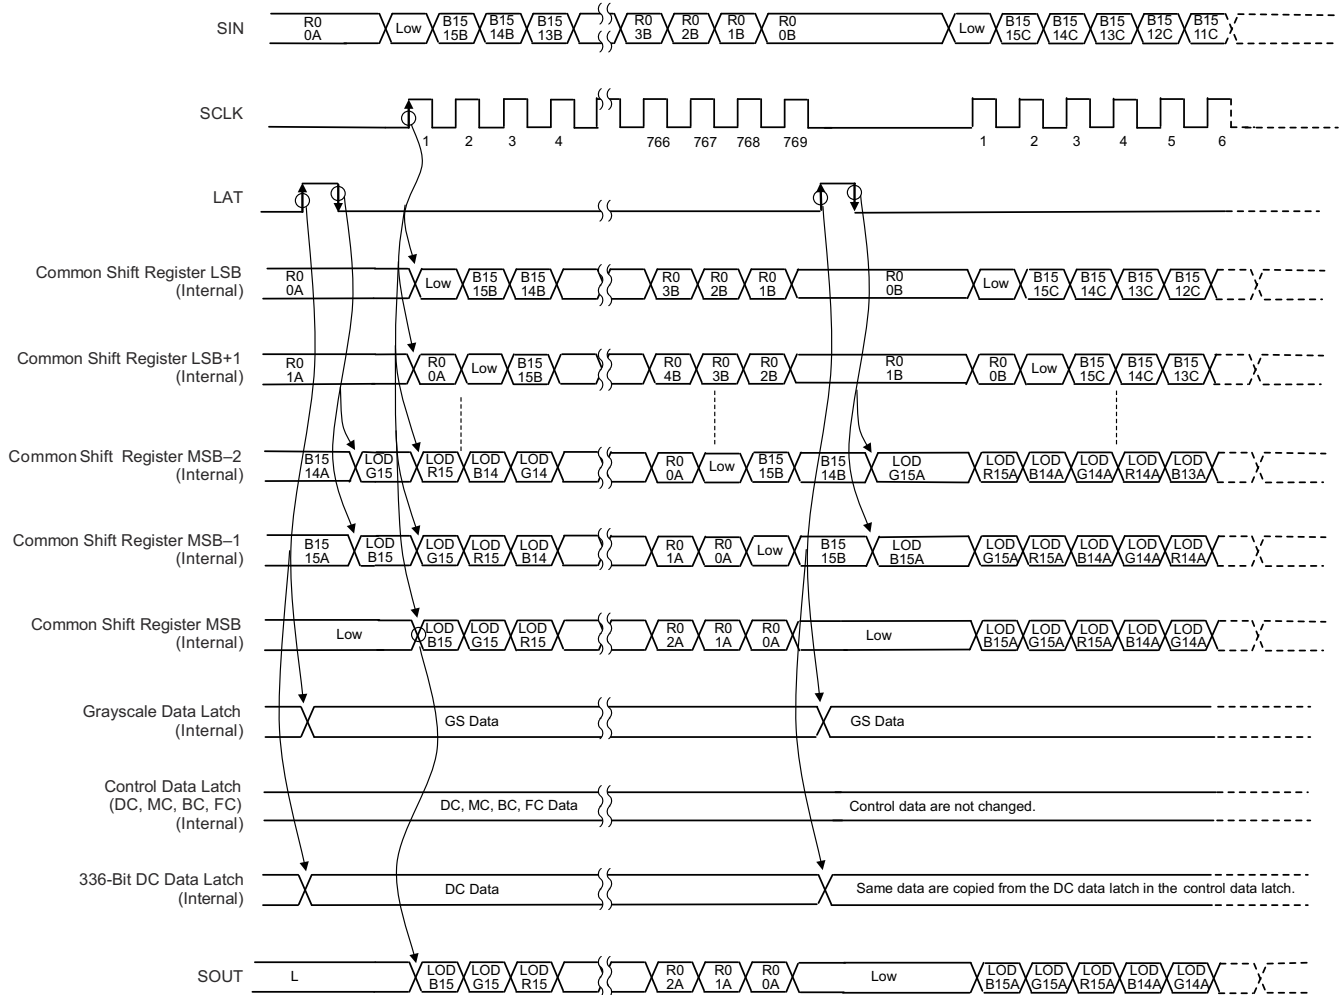 SIN
R0 0A
Low
B15 15B
B15 14B
B15 13B
R0 3B
R0 2B
R0 1B
R0 0B
Low
B15 15C
B15 14C
B15 13C
B15 12C
B15 11C
SCLK
1 2 3 4 766 767 768 769 1 2 3 4 5 6
LAT
Common Shift Register LSB
(Internal)
R0 0A
Low
B15 15B
B15 14B
R0 3B
R0 2B
R0 1B
R0 0B
Low
B15 15C
B15 14C
B15 13C
B15 12C
Common Shift Register LSB+1
(Internal)
R0 1A
R0 0A
Low
B15 15B
R0 4B
R0 3B
R0 2B
R0 1B
R0 0B
Low
B15 15C
B15 14C
B15 13C
Common Shift Register MSB–2
(Internal)
B15 14A
LOD G15
LOD R15
LOD B14
LOD G14
R0 0A
Low
B15 15B
B15 14B
LOD G15A
LOD R15A
LOD B14A
LOD G14A
LOD R14A
LOD B13A
Common Shift Register MSB–1
(Internal)
B15 15A
LOD B15
LOD G15
LOD R15
LOD B14
R0 1A
R0 0A
Low
B15 15B
LOD B15A
LOD G15A
LOD R15A
LOD B14A
LOD G14A
LOD R14A
Common Shift Register MSB
(Internal)
Low
LOD B15
LOD G15
LOD R15
R0 2A
R0 1A
R0 0A
Low
LOD B15A
LOD G15A
LOD R15A
LOD B14A
LOD G14A
Grayscale Data Latch
(Internal)
GS Data
GS Data
Control Data Latch
(DC, MC, BC, FC)
(Internal)
DC, MC, BC, FC Data
Control data are not changed.
336-Bit DC Data Latch
(Internal)
DC Data
Same data are copied from the DC data latch in the control data latch.
SOUT
L
LOD B15
LOD G15
LOD R15
R0 2A
R0 1A
R0 0A
Low
LOD B15A
LOD G15A
LOD R15A
LOD B14A
LOD G14A